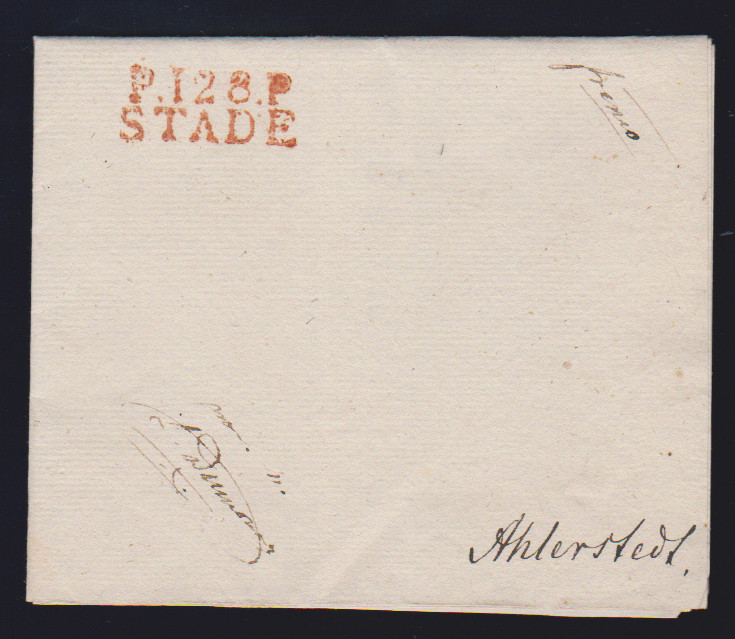 P.128.P
STADE
franco
Ahlerstedt.